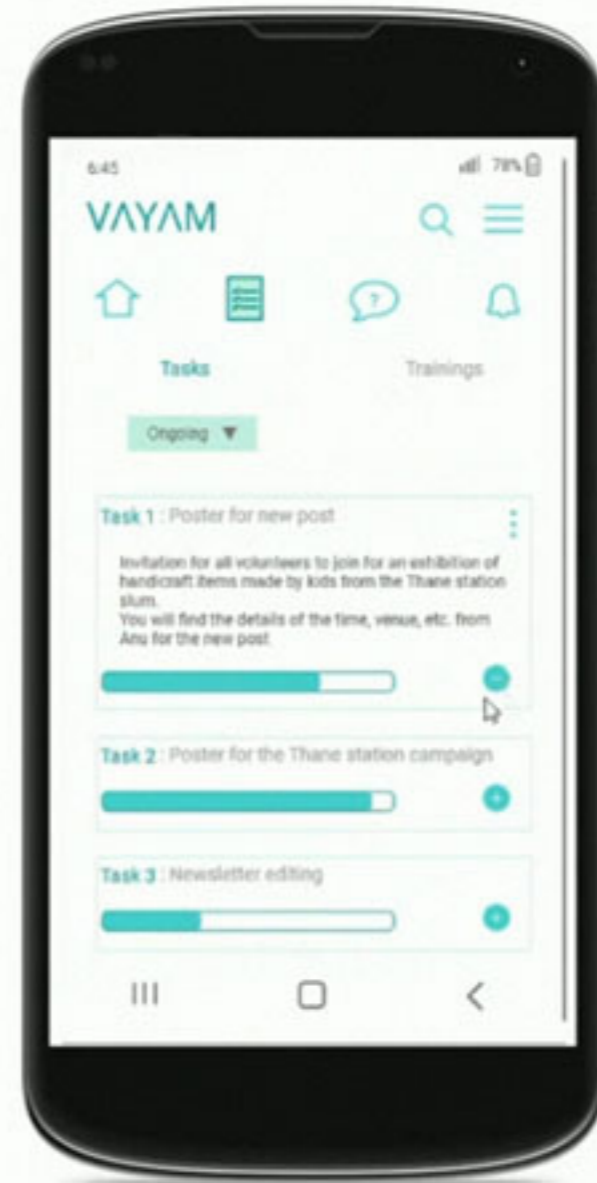 6:45
78%
VAYAM
?
Tasks
Trainings
Ongoing ▼
Task 1 : Poster for new post
Invitation for all volunteers to join for an exhibition of
handicraft items made by kids from the Thane station
slum.
You will find the details of the time, venue, etc. from
Anu for the new post
Task 2 : Poster for the Thane station campaign
Task 3 : Newsletter editing